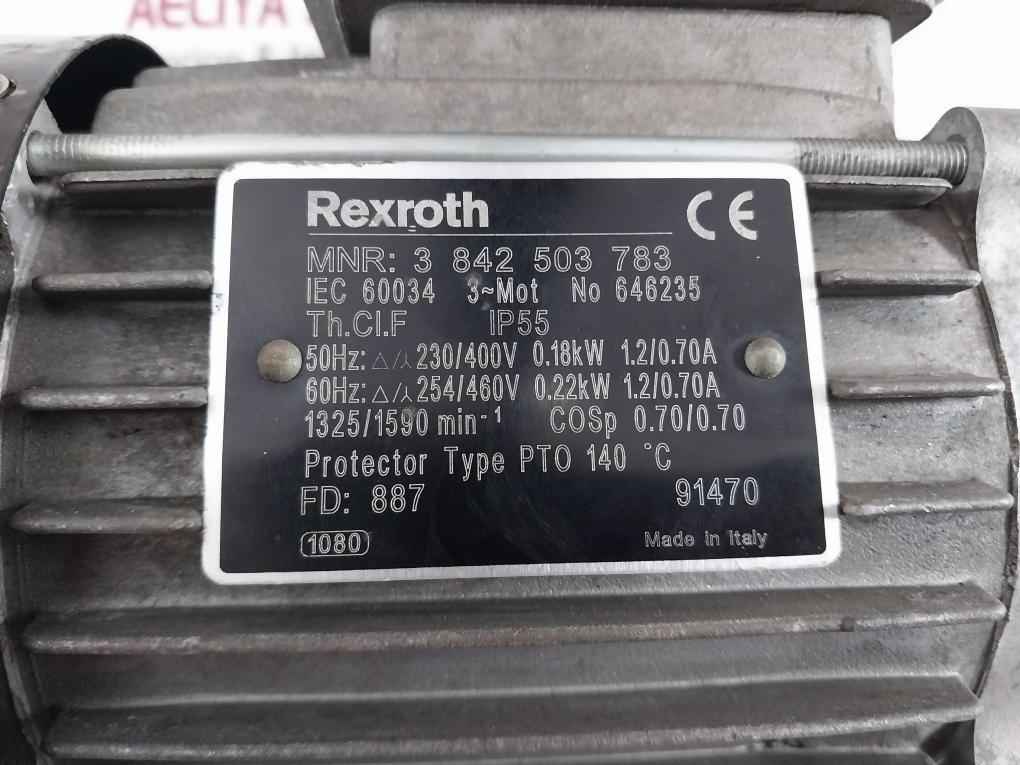 AECIYA
Rexroth CE
MNR: 3 842 503 783
IEC 60034 3~Mot No 646235
Th.Cl.F IP55
50Hz: △/⅄ 230/400V 0.18kW 1.2/0.70A
60Hz: △/⅄ 254/460V 0.22kW 1.2/0.70A
1325/1590 min⁻¹ COSp 0.70/0.70
Protector Type PTO 140 °C
FD: 887 91470
1080 Made in Italy